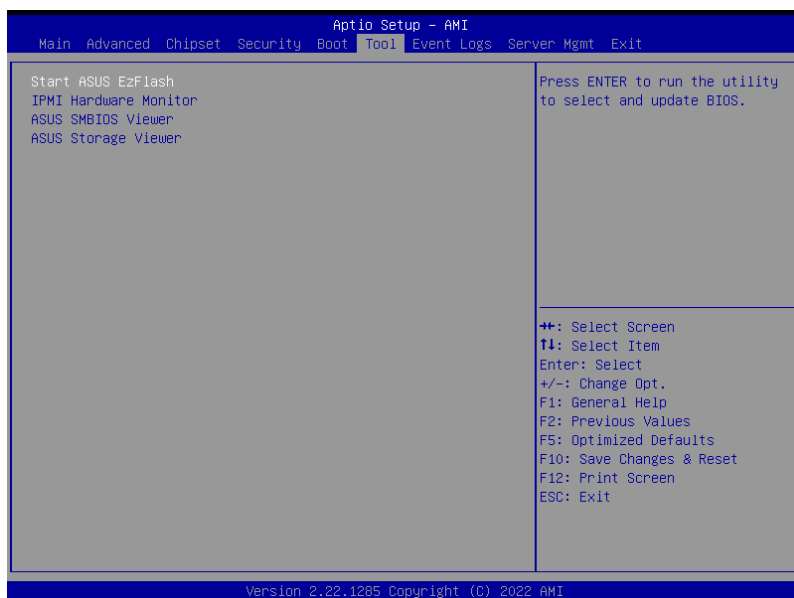 Aptio Setup – AMI
Main Advanced Chipset Security Boot Tool Event Logs Server Mgmt Exit
Start ASUS EzFlash
IPMI Hardware Monitor
ASUS SMBIOS Viewer
ASUS Storage Viewer
Press ENTER to run the utility
to select and update BIOS.
→←: Select Screen
↑↓: Select Item
Enter: Select
+/-: Change Opt.
F1: General Help
F2: Previous Values
F5: Optimized Defaults
F10: Save Changes & Reset
F12: Print Screen
ESC: Exit
Version 2.22.1285 Copyright (C) 2022 AMI